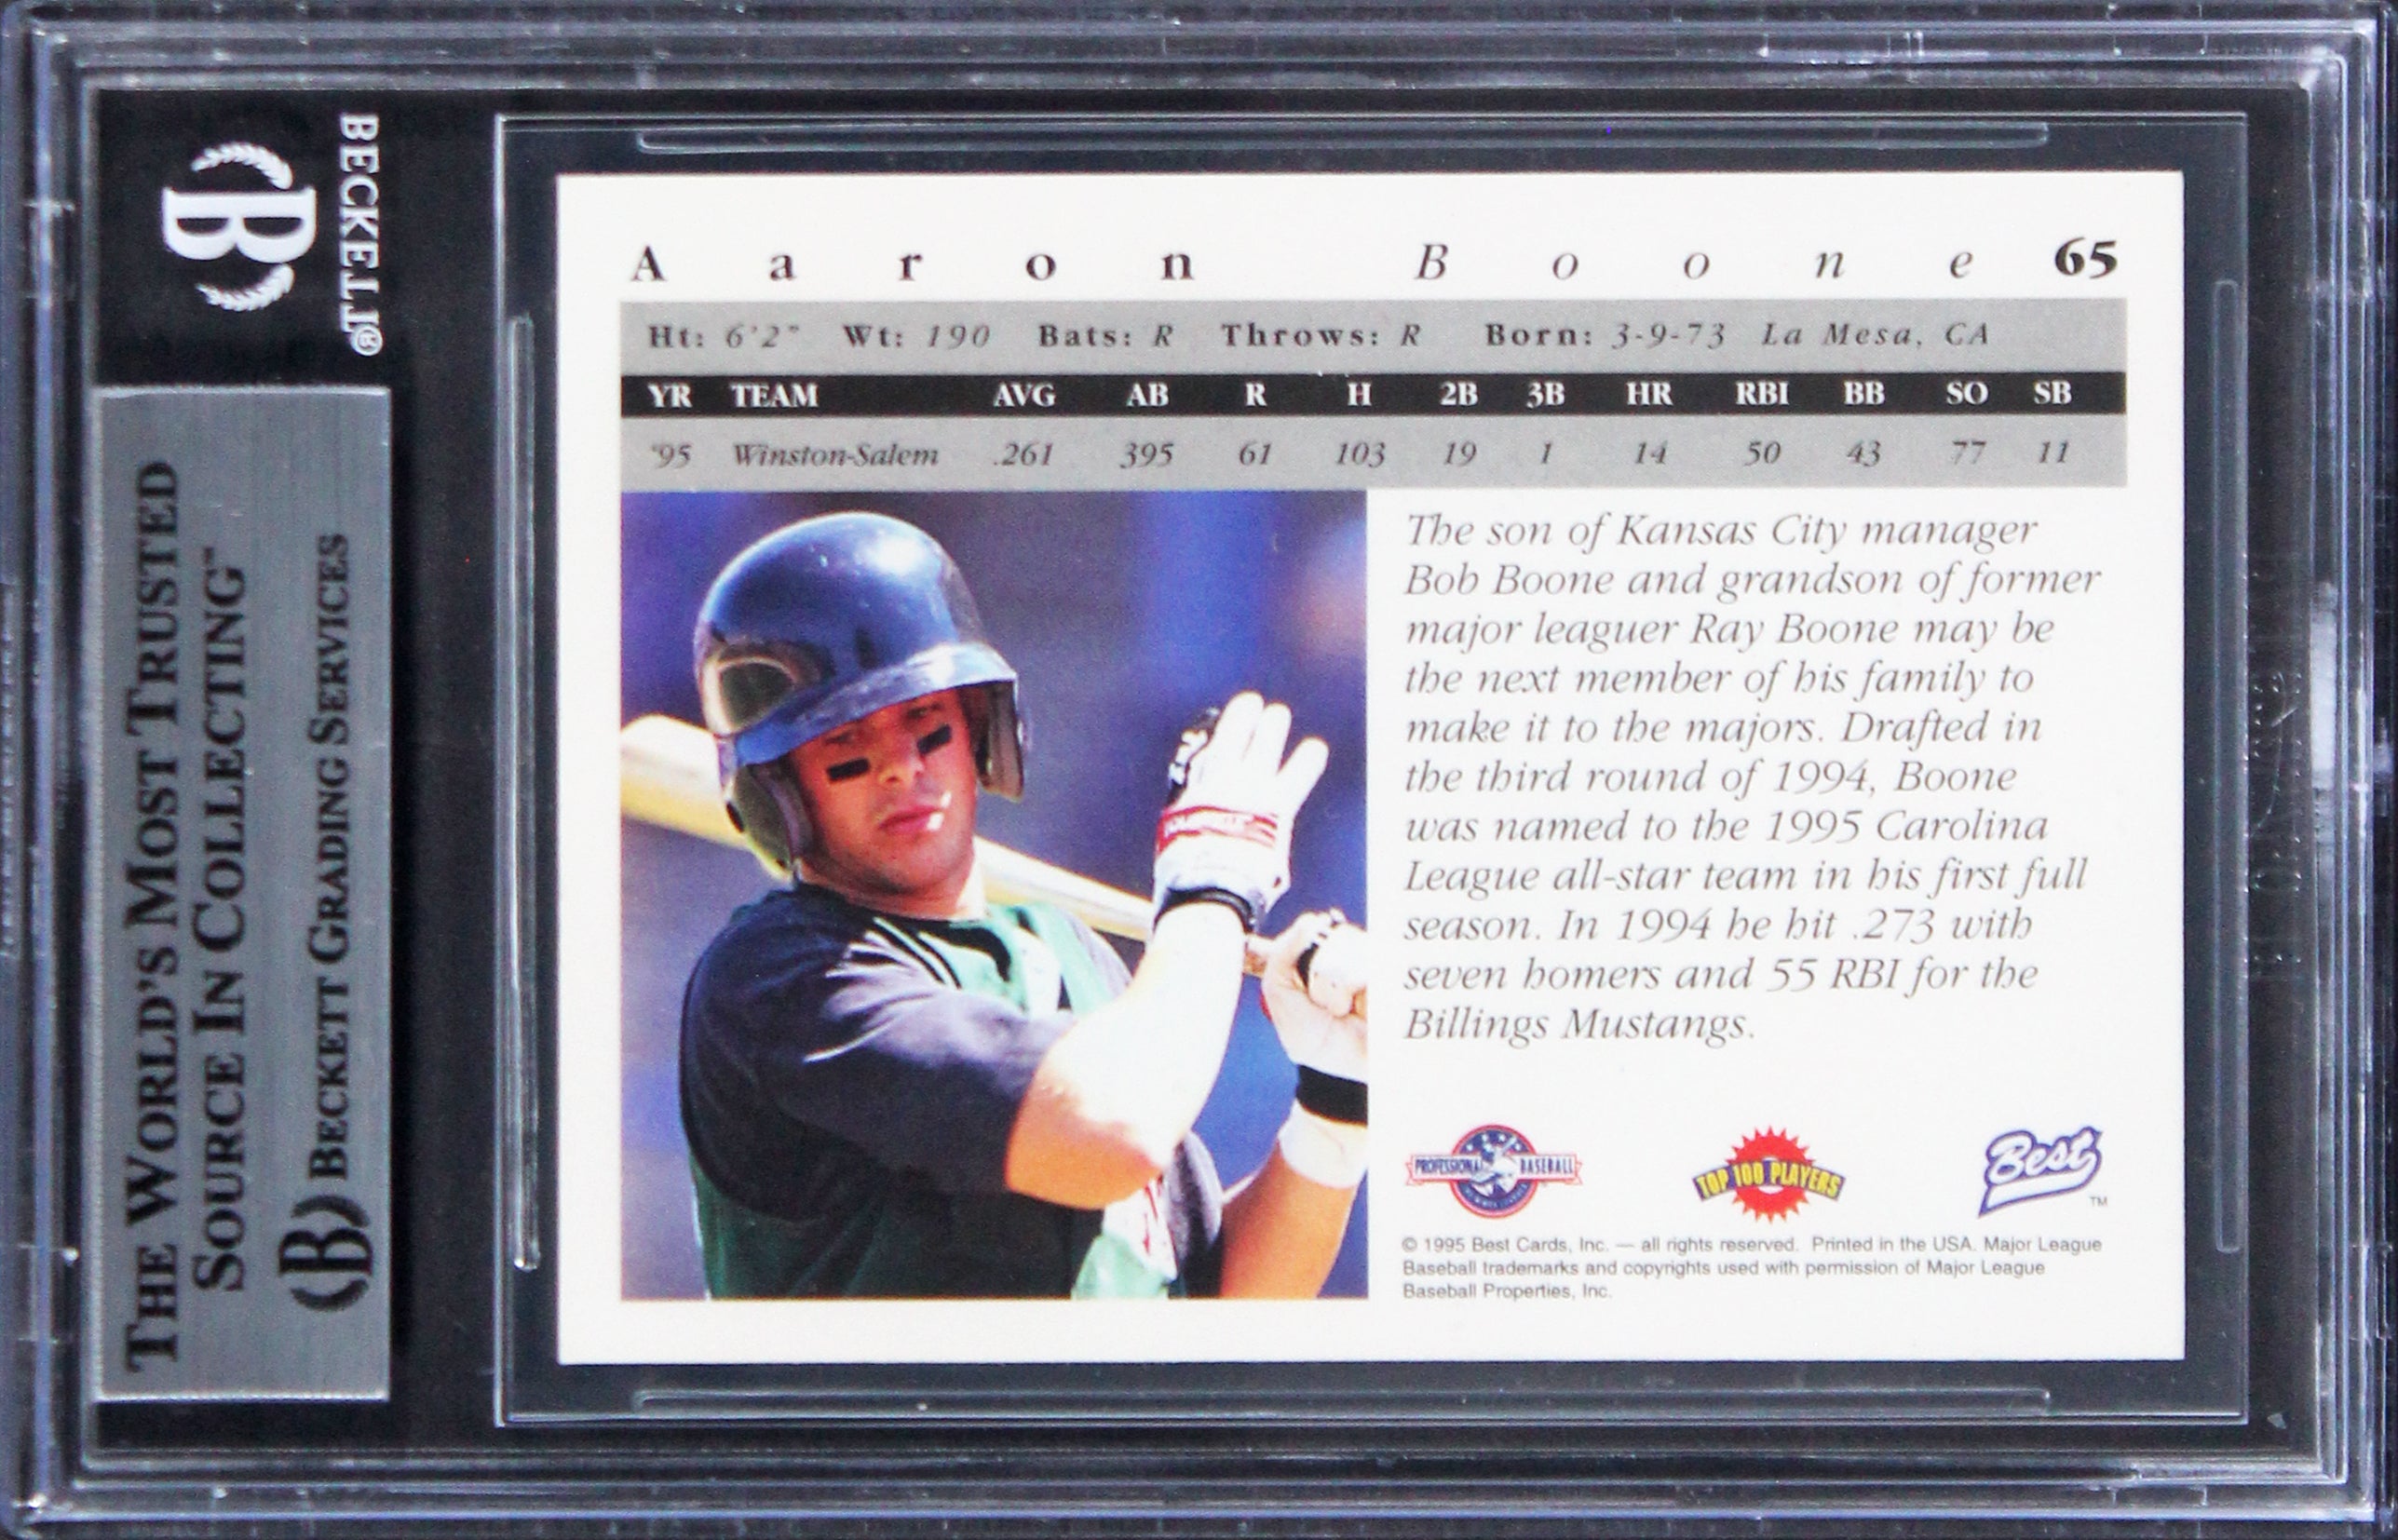 BECKETT®
B
THE WORLD'S MOST TRUSTED
SOURCE IN COLLECTING™
B BECKETT GRADING SERVICES
Aaron Boone 65
Ht: 6'2" Wt: 190 Bats: R Throws: R Born: 3-9-73 La Mesa, CA
YR TEAM AVG AB R H 2B 3B HR RBI BB SO SB
'95 Winston-Salem .261 395 61 103 19 1 14 50 43 77 11
The son of Kansas City manager
Bob Boone and grandson of former
major leaguer Ray Boone may be
the next member of his family to
make it to the majors. Drafted in
the third round of 1994, Boone
was named to the 1995 Carolina
League all-star team in his first full
season. In 1994 he hit .273 with
seven homers and 55 RBI for the
Billings Mustangs.
PROFESSIONAL BASEBALL
TOP 100 PLAYERS
Best™
© 1995 Best Cards, Inc. — all rights reserved. Printed in the USA. Major League
Baseball trademarks and copyrights used with permission of Major League
Baseball Properties, Inc.